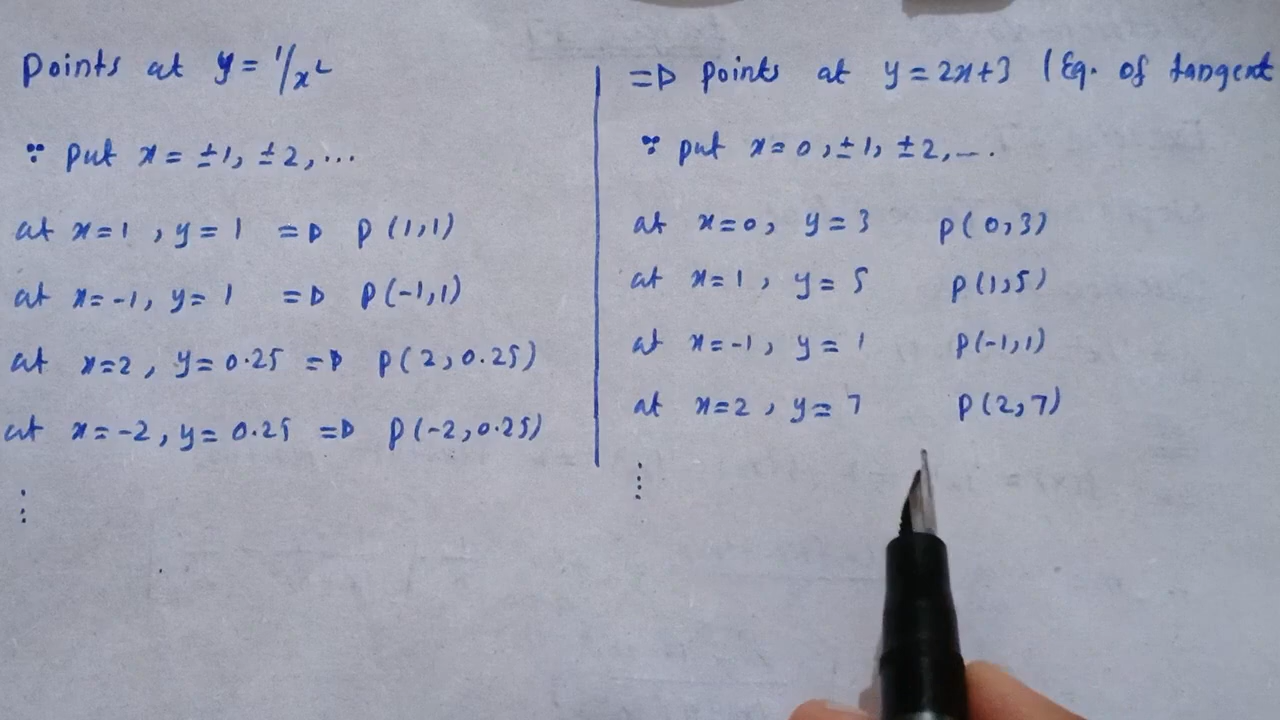 Points at y = 1/x²
∵ put x = ±1, ±2, ...
at x=1, y=1 => P(1,1)
at x=-1, y=1 => P(-1,1)
at x=2, y=0.25 => P(2,0.25)
at x=-2, y=0.25 => P(-2,0.25)
⋮
=> points at y=2x+3 (Eq. of tangent
∵ put x=0, ±1, ±2, ...
at x=0, y=3 P(0,3)
at x=1, y=5 P(1,5)
at x=-1, y=1 P(-1,1)
at x=2, y=7 P(2,7)
⋮